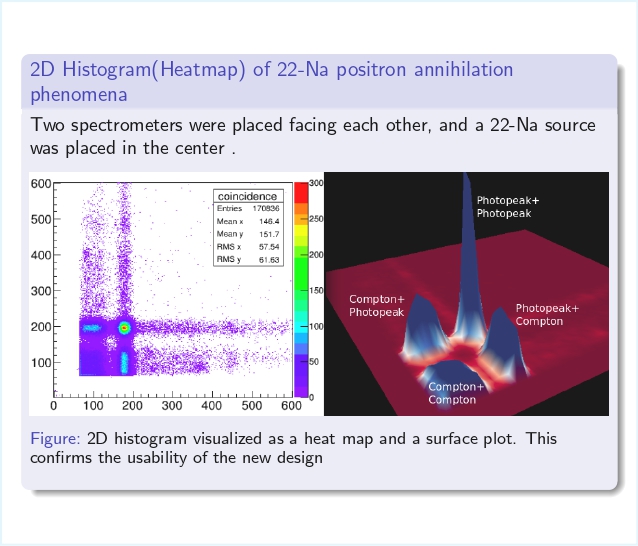 2D Histogram(Heatmap) of 22-Na positron annihilation
phenomena
Two spectrometers were placed facing each other, and a 22-Na source
was placed in the center .
600
500
400
300
200
100
0 100 200 300 400 500 600
coincidence
Entries 170836
Mean x 146.4
Mean y 151.7
RMS x 57.54
RMS y 61.63
300
250
200
150
100
50
0
Photopeak+
Photopeak
Compton+
Photopeak
Photopeak+
Compton
Compton+
Compton
Figure: 2D histogram visualized as a heat map and a surface plot. This
confirms the usability of the new design